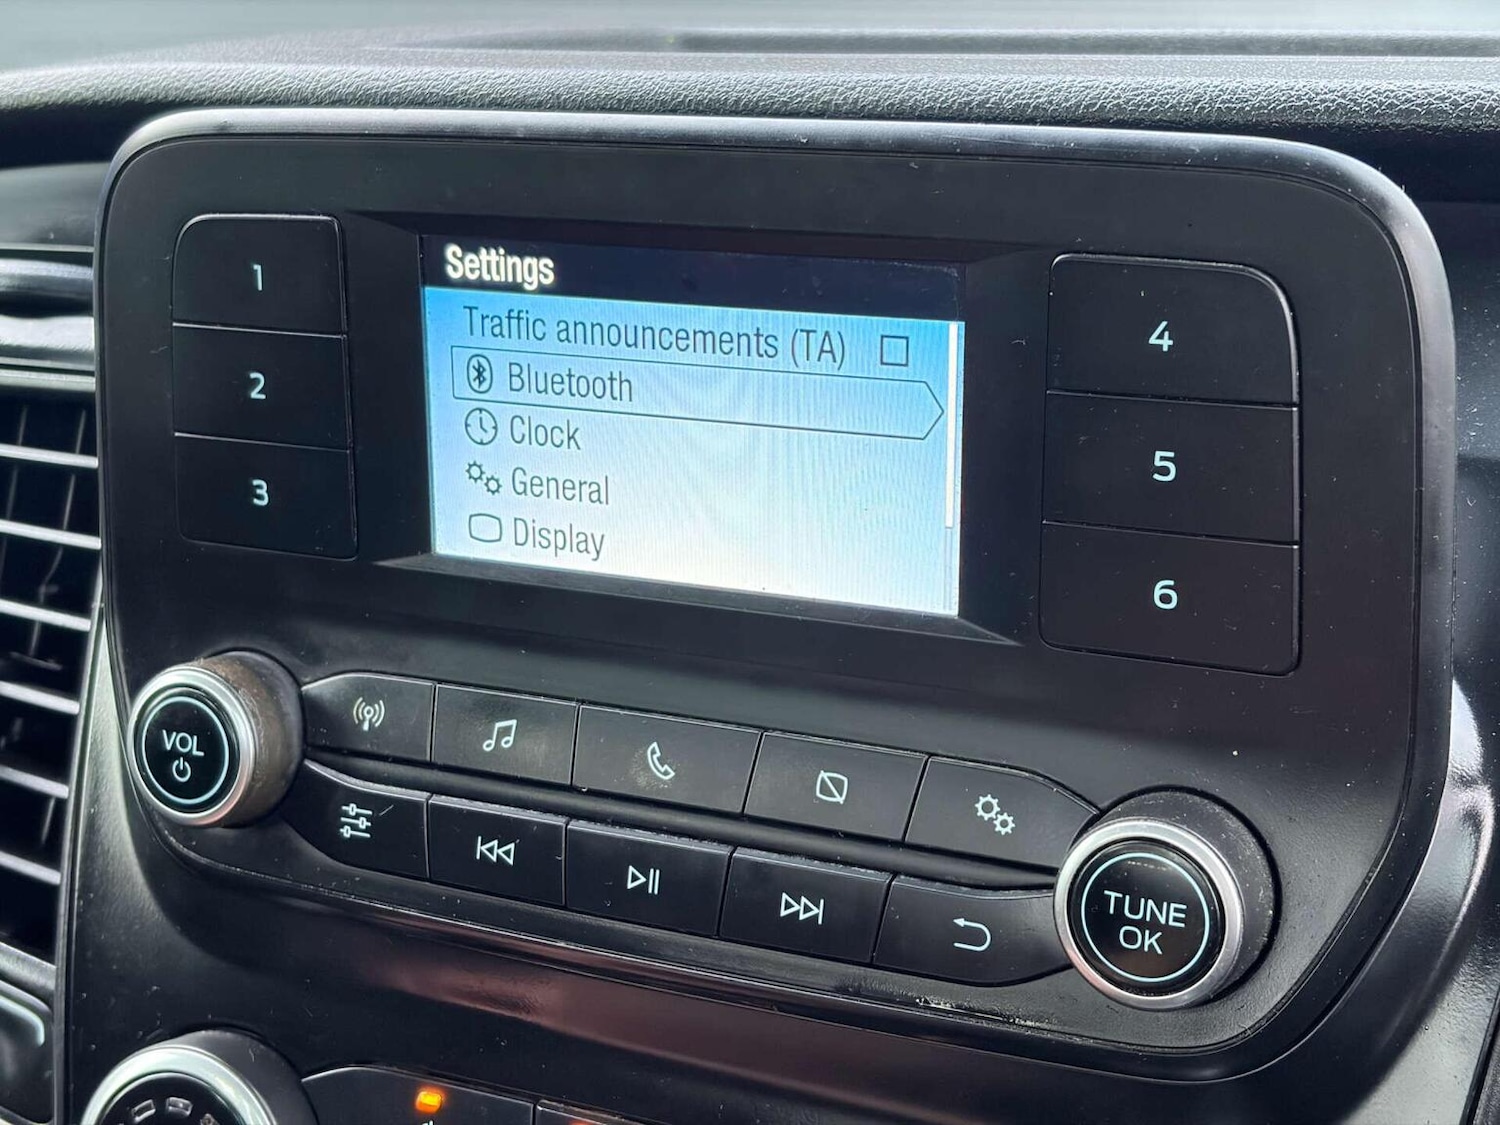 Settings
Traffic announcements (TA)
Bluetooth
Clock
General
Display
1
2
3
4
5
6
VOL
TUNE
OK